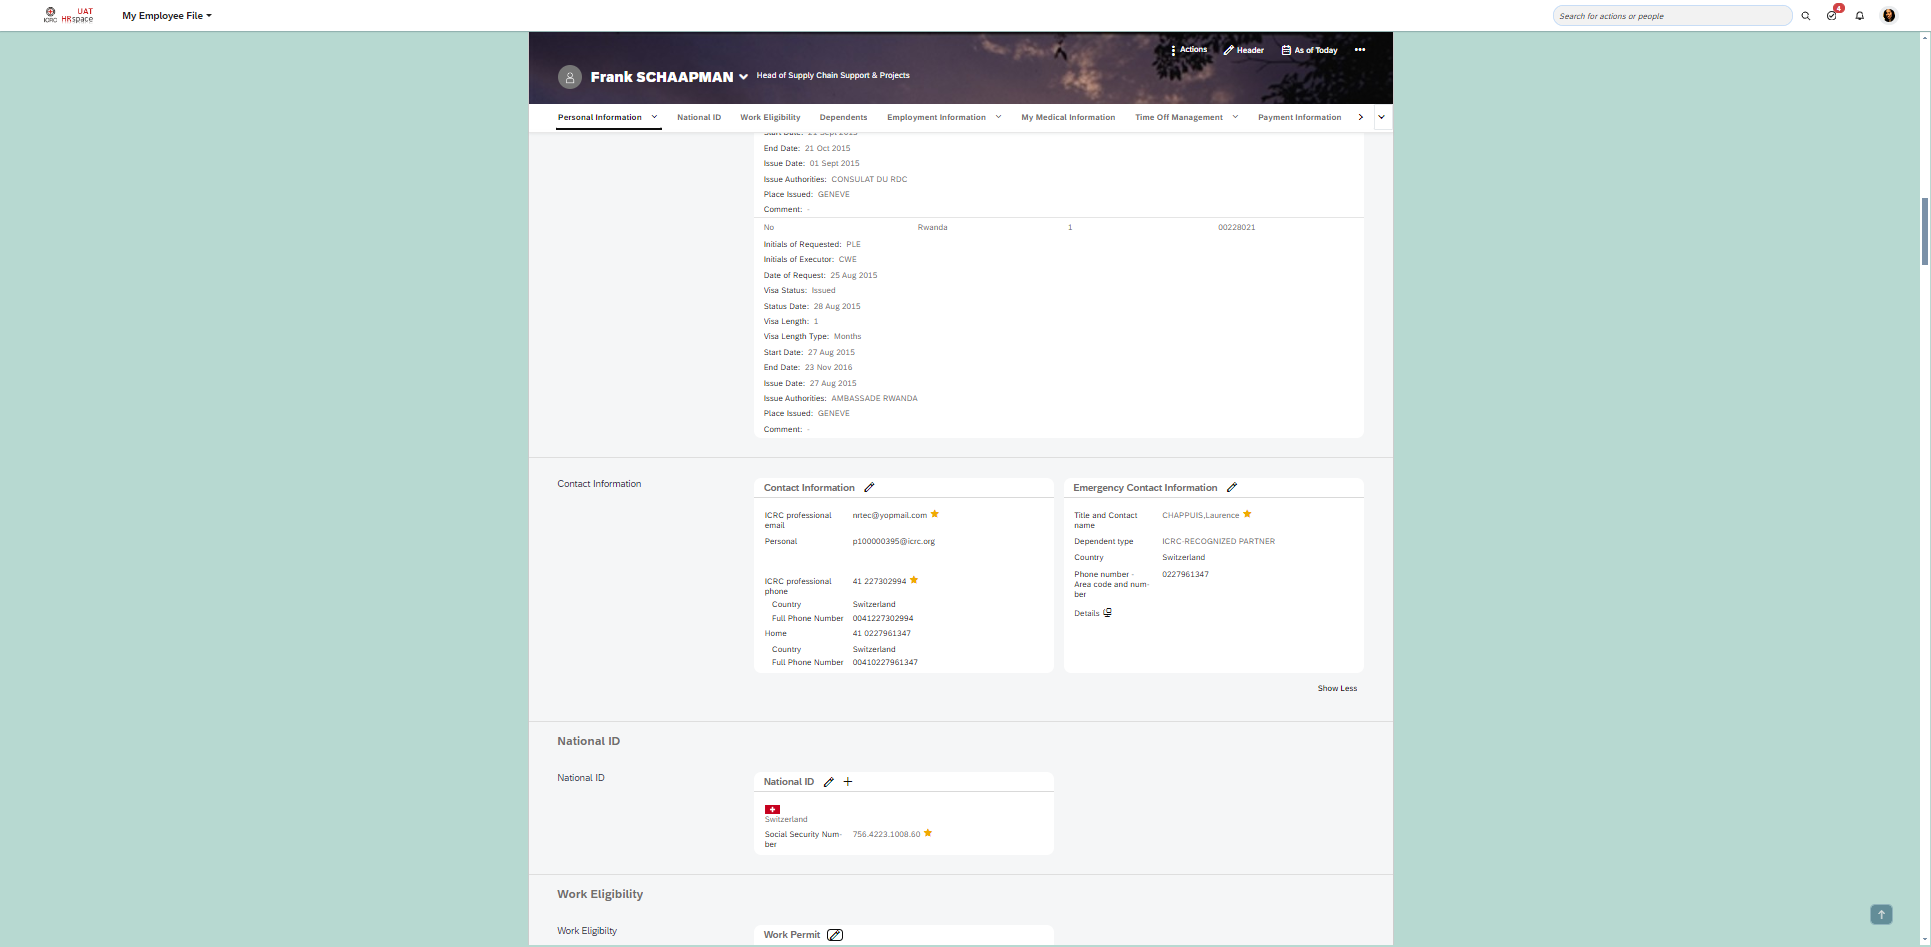 ICRC
UAT
HRspace
My Employee File
Search for actions or people
4
Actions
Header
As of Today
Frank SCHAAPMAN
Head of Supply Chain Support & Projects
Personal Information
National ID
Work Eligibility
Dependents
Employment Information
My Medical Information
Time Off Management
Payment Information
Start Date: 21 Sept 2015
End Date: 21 Oct 2015
Issue Date: 01 Sept 2015
Issue Authorities: CONSULAT DU RDC
Place Issued: GENEVE
Comment: -
No Rwanda 1 00228021
Initials of Requested: PLE
Initials of Executor: CWE
Date of Request: 25 Aug 2015
Visa Status: Issued
Status Date: 28 Aug 2015
Visa Length: 1
Visa Length Type: Months
Start Date: 27 Aug 2015
End Date: 23 Nov 2016
Issue Date: 27 Aug 2015
Issue Authorities: AMBASSADE RWANDA
Place Issued: GENEVE
Comment: -
Contact Information
Contact Information
ICRC professional
email
nrtec@yopmail.com
Personal p100000395@icrc.org
ICRC professional
phone
41 227302994
Country Switzerland
Full Phone Number 0041227302994
Home 41 0227961347
Country Switzerland
Full Phone Number 00410227961347
Emergency Contact Information
Title and Contact
name
CHAPPUIS,Laurence
Dependent type ICRC-RECOGNIZED PARTNER
Country Switzerland
Phone number -
Area code and num-
ber
0227961347
Details
Show Less
National ID
National ID
National ID
Switzerland
Social Security Num-
ber
756.4223.1008.60
Work Eligibility
Work Eligibilty
Work Permit